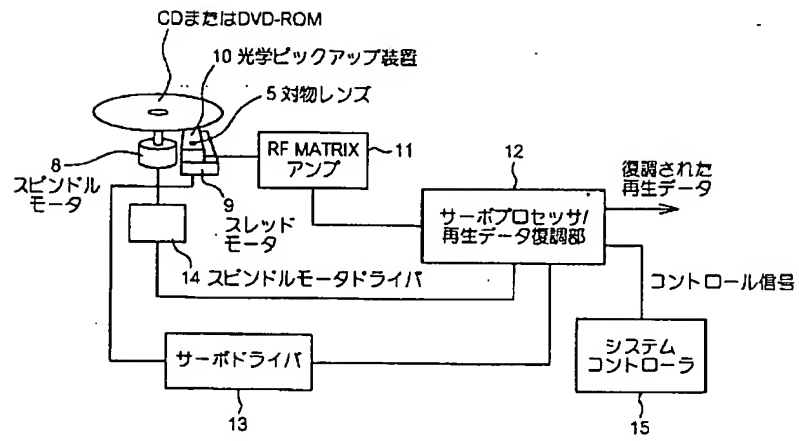 CDまたはDVD-ROM
10 光学ピックアップ装置
5 対物レンズ
8
スピンドル
モータ
RF MATRIX
アンプ
11
9
スレッド
モータ
12
サーボプロセッサ/
再生データ復調部
復調された
再生データ
14 スピンドルモータドライバ
コントロール信号
サーボドライバ
13
システム
コントローラ
15